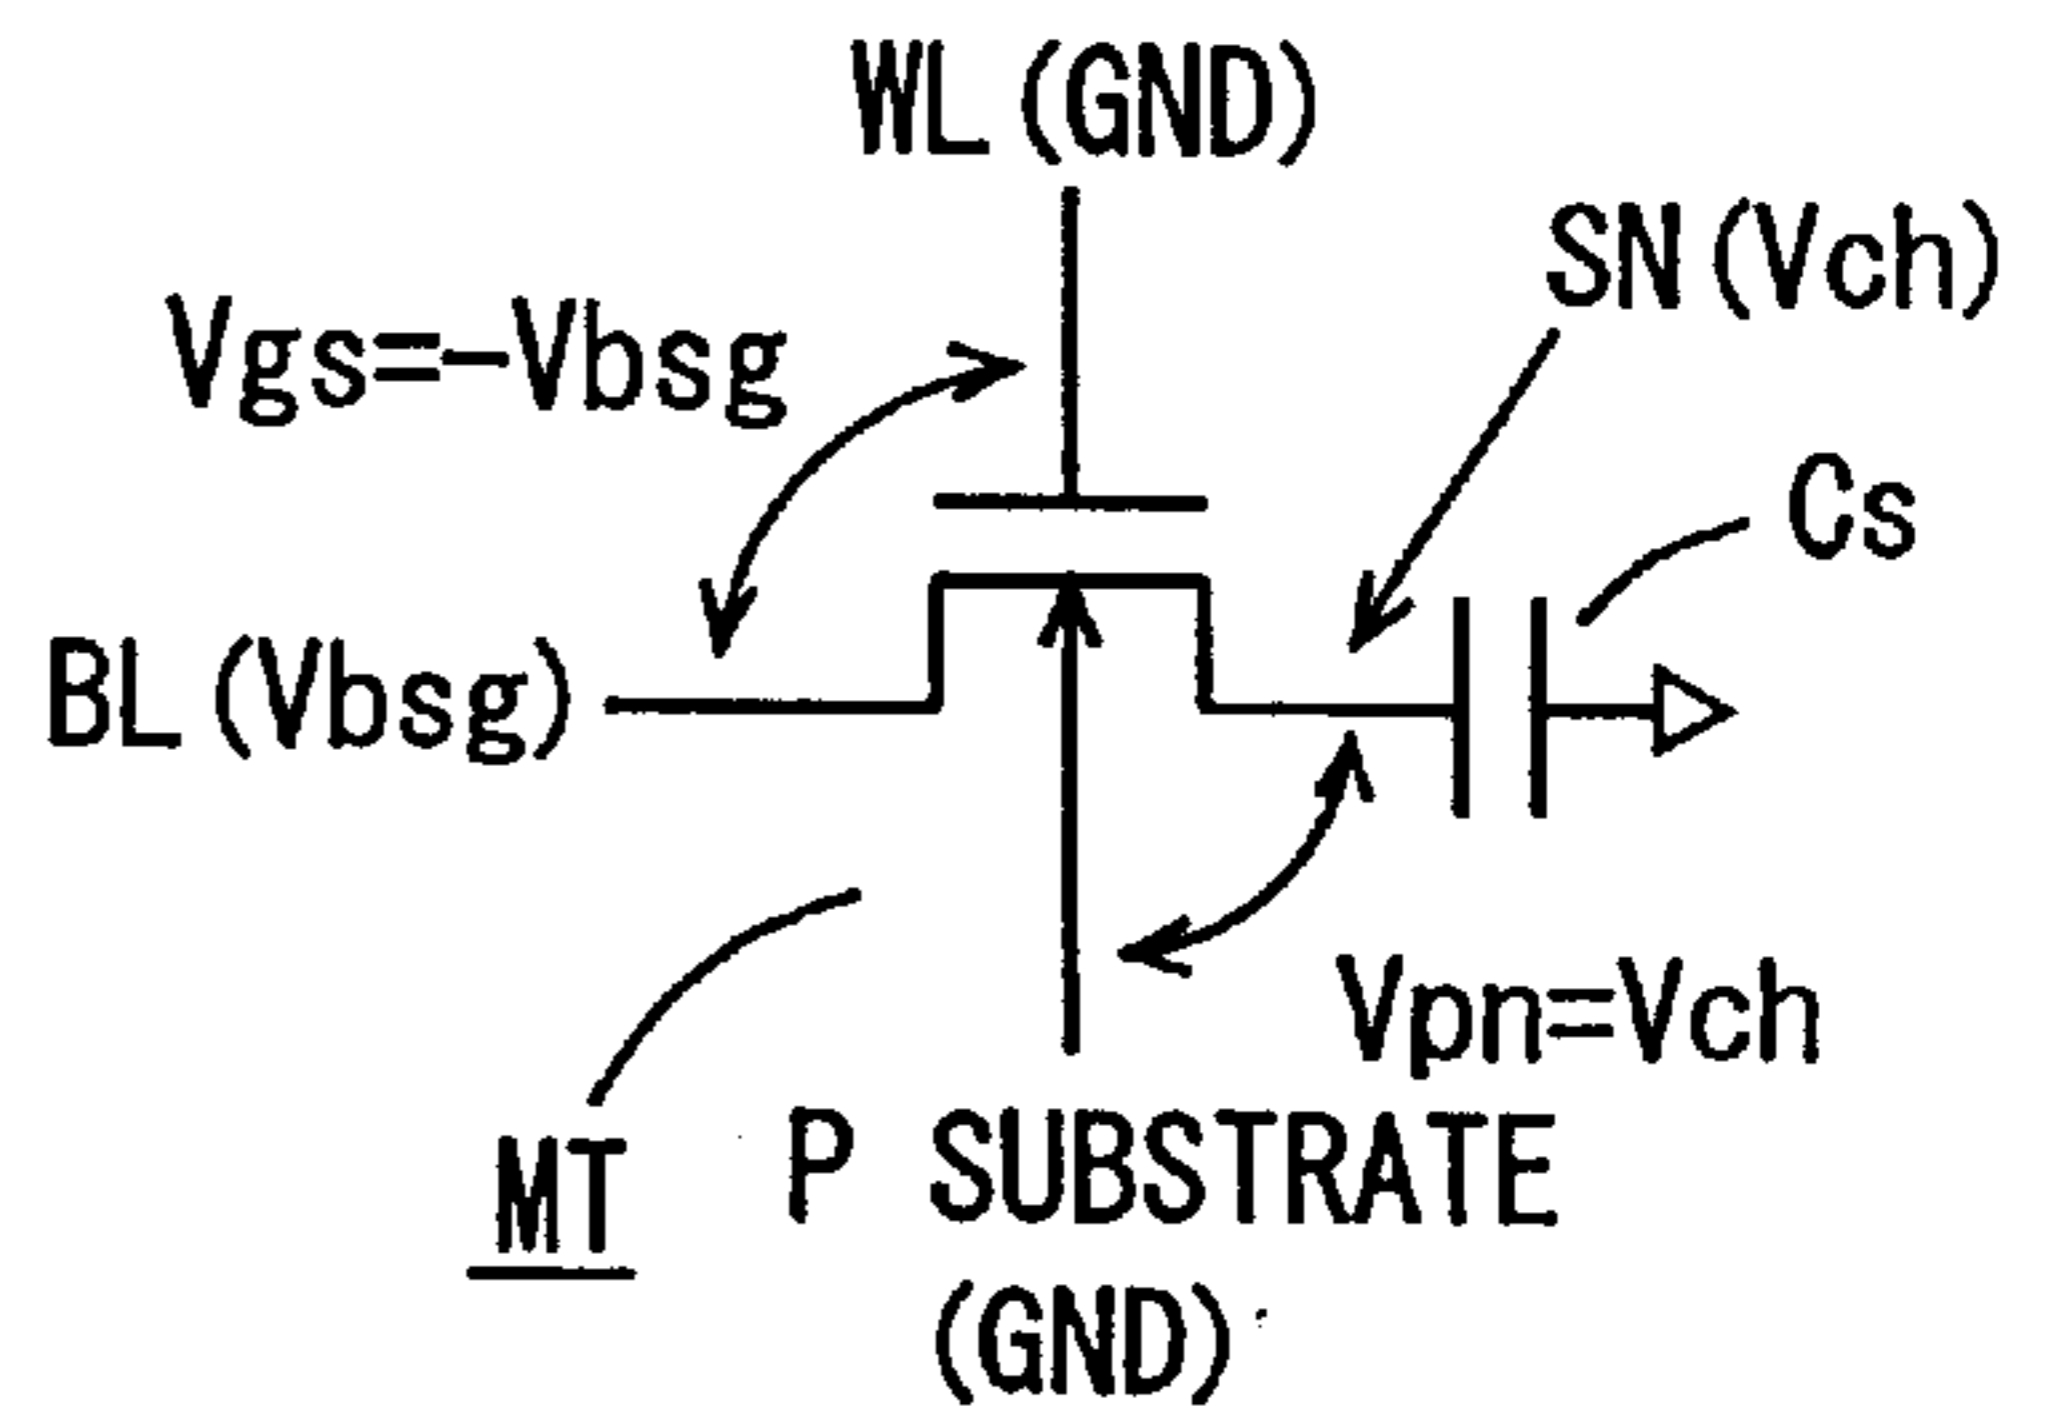 WL(GND)
SN(Vch)
Vgs=-Vbsg
Cs
BL(Vbsg)
Vpn=Vch
MT
P SUBSTRATE
(GND)